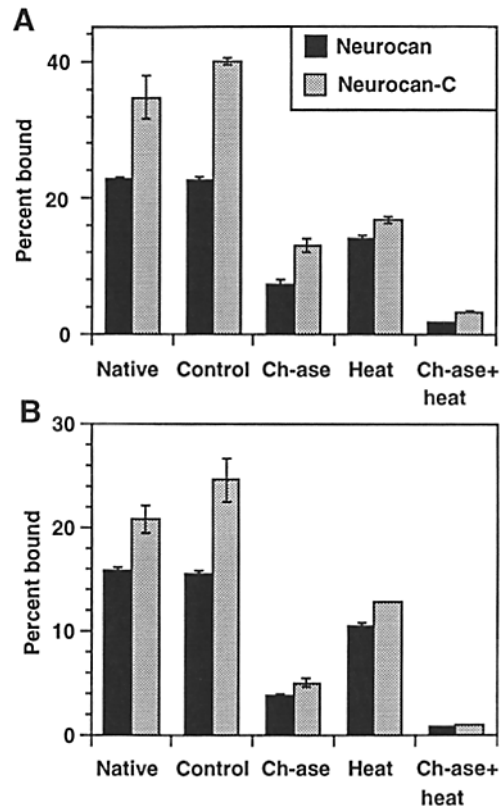 A
Neurocan
Neurocan-C
Percent bound
40
20
0
Native Control Ch-ase Heat Ch-ase+
heat
B
Percent bound
30
20
10
0
Native Control Ch-ase Heat Ch-ase+
heat